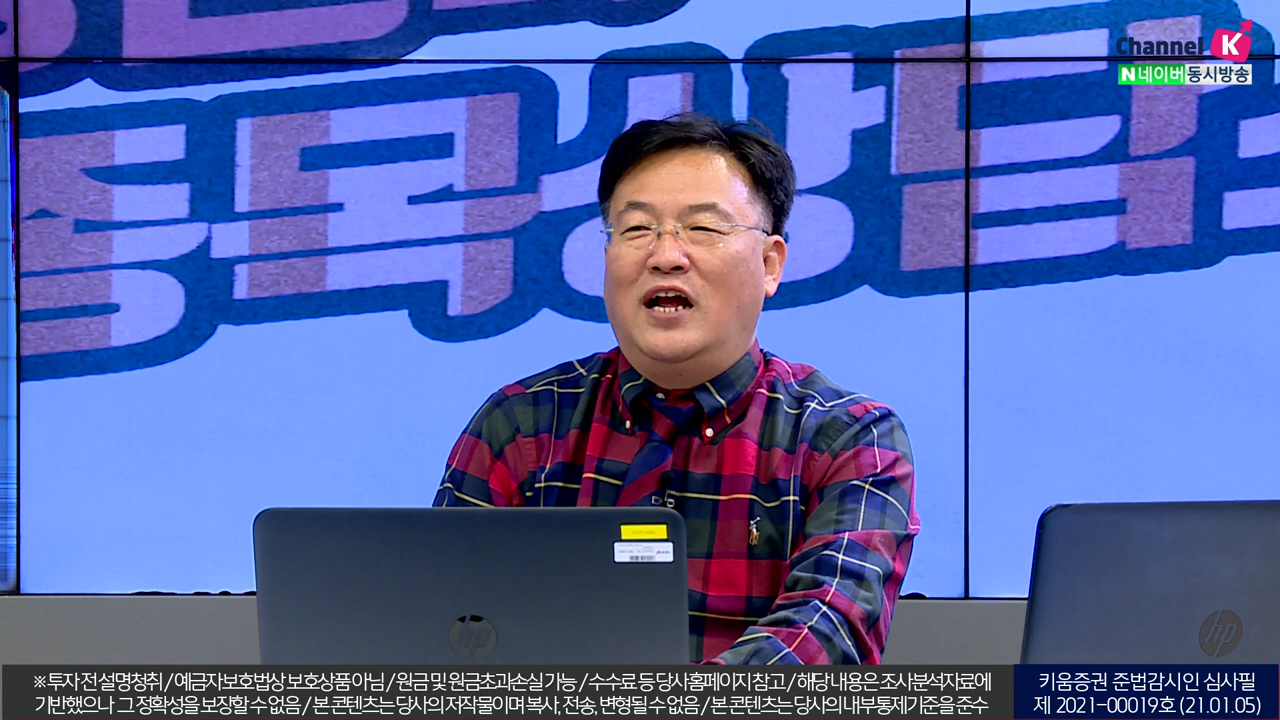 종목상담소
Channel K
N 네이버 동시방송
hp
hp
※ 투자 전 설명청취 / 예금자보호법상 보호상품 아님 / 원금 및 원금초과손실 가능 / 수수료 등 당사홈페이지 참고 / 해당 내용은 조사분석자료에
기반했으나 그 정확성을 보장할 수 없음 / 본 콘텐츠는 당사의 저작물이며 복사, 전송, 변형될 수 없음 / 본 콘텐츠는 당사의 내부통제기준을 준수
키움증권 준법감시인 심사필
제 2021-00019호 (21.01.05)